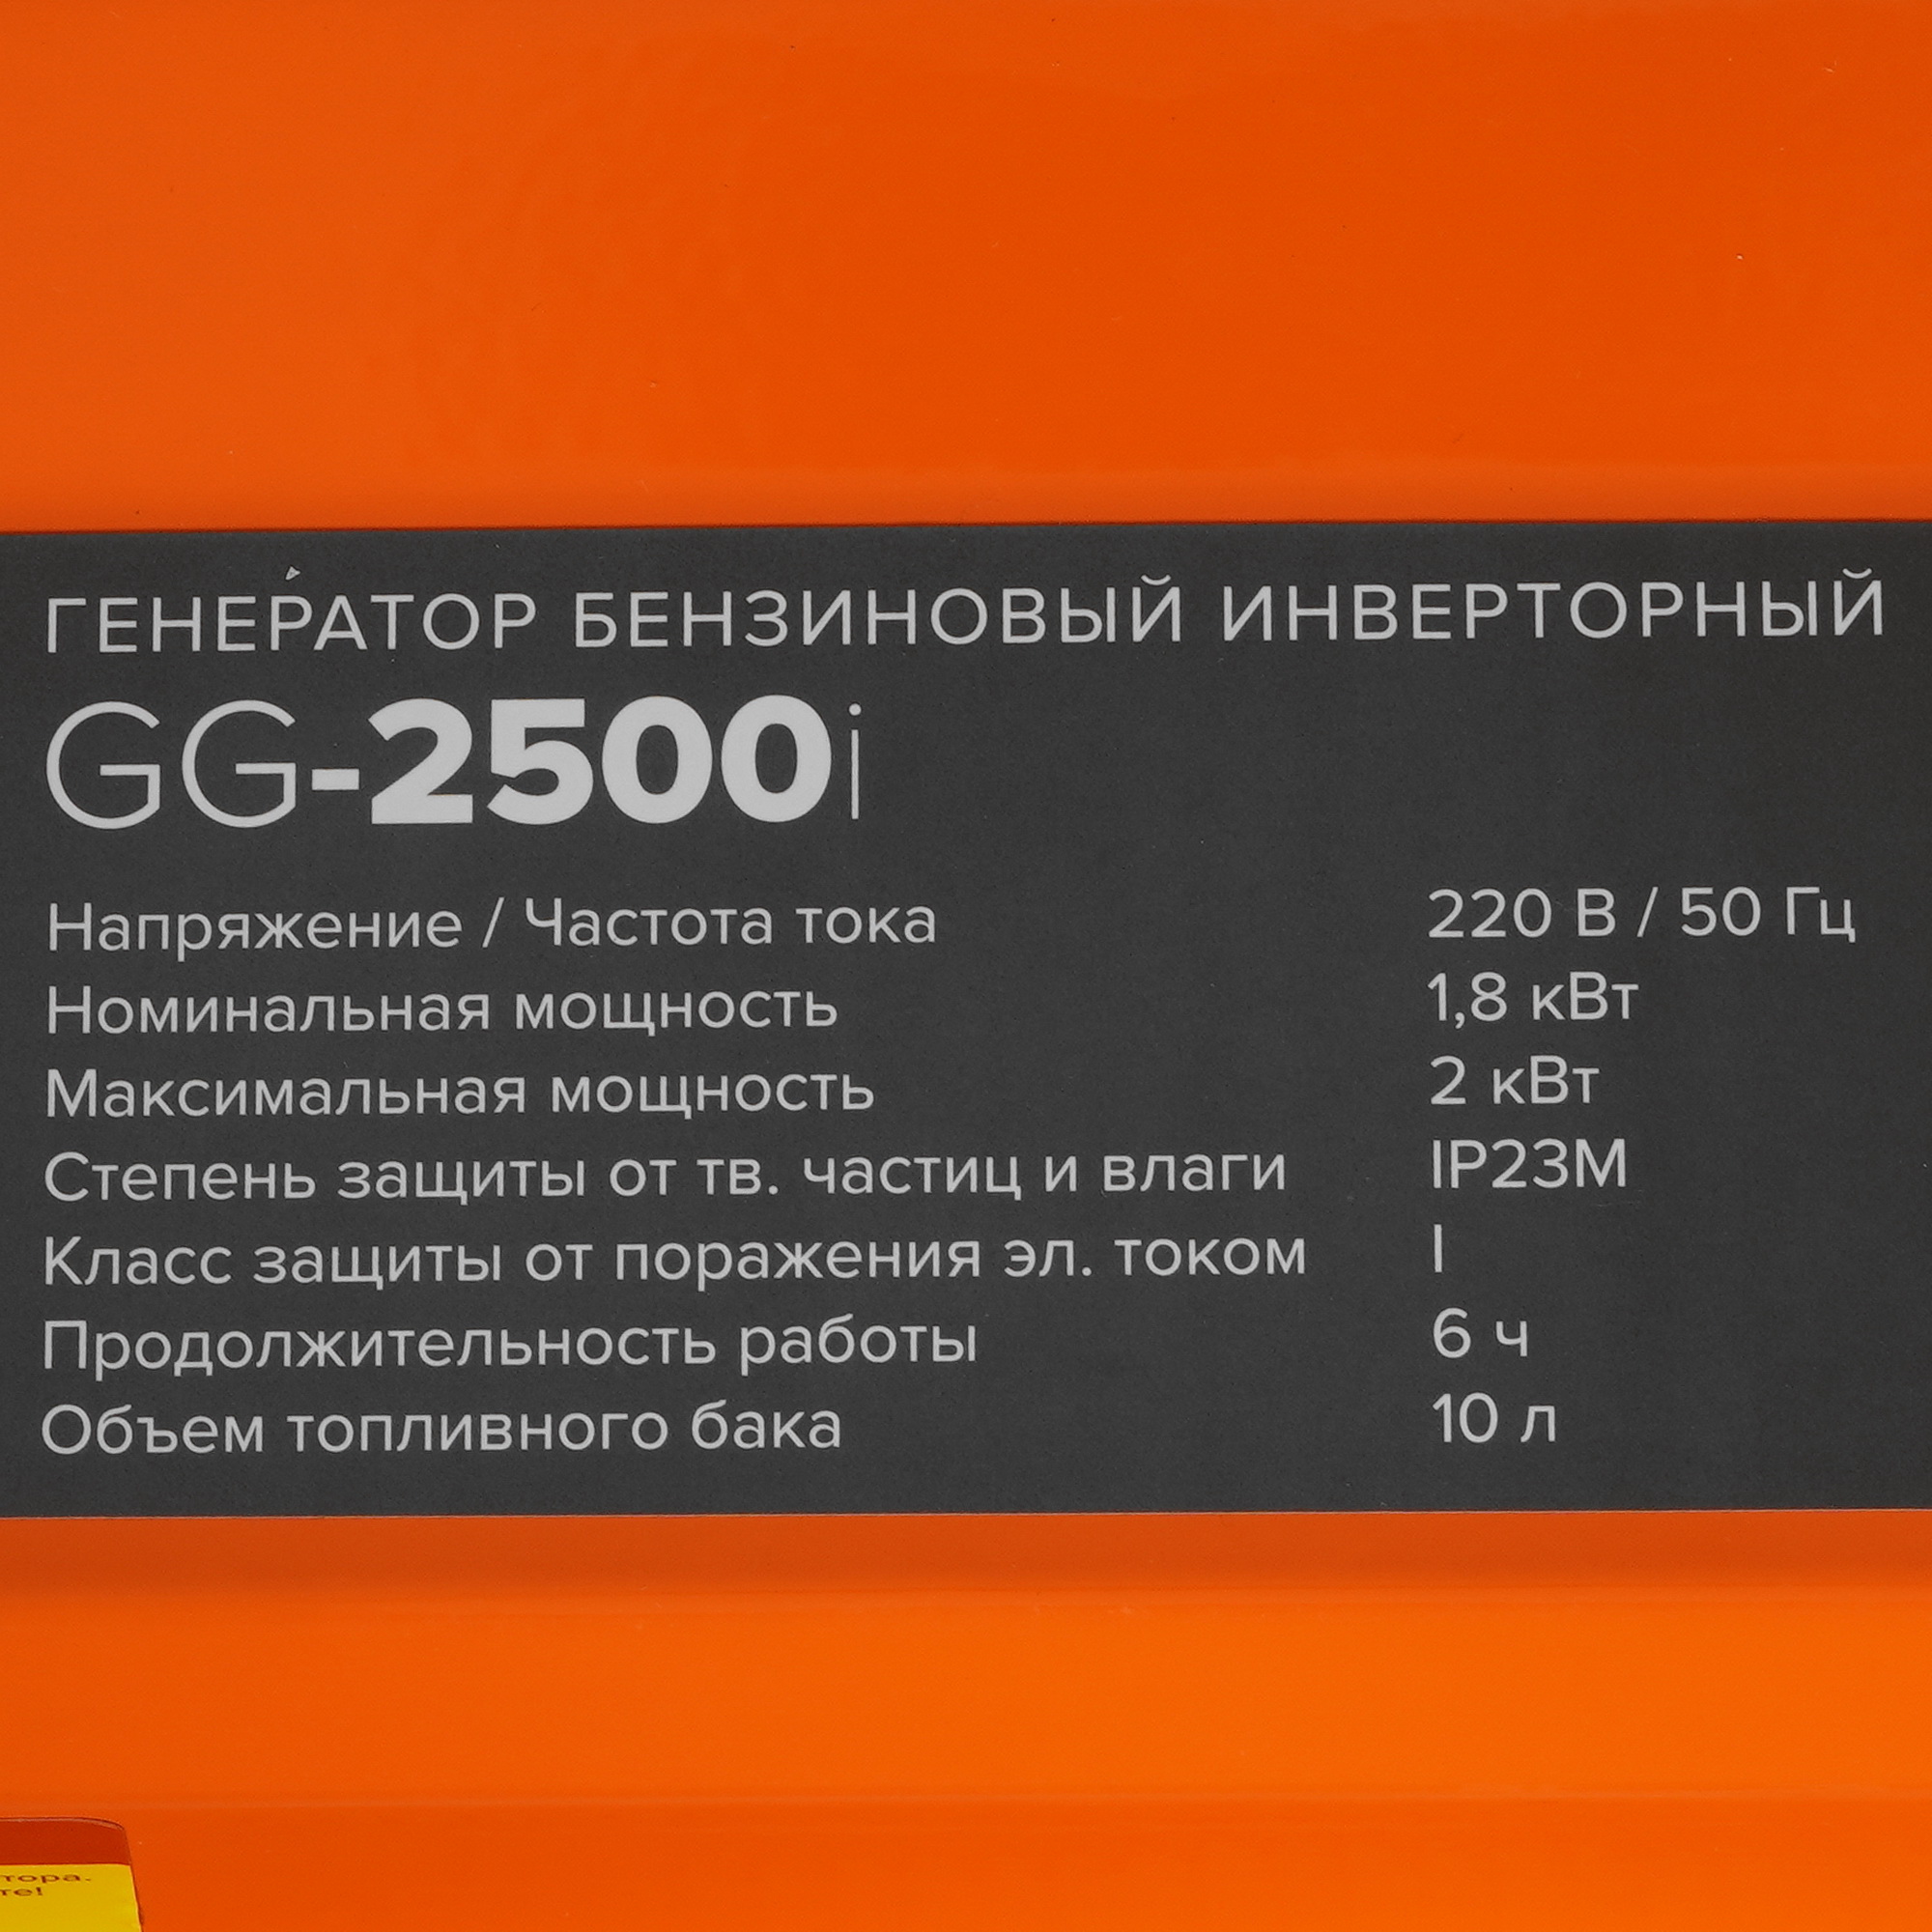 ГЕНЕРАТОР БЕНЗИНОВЫЙ ИНВЕРТОРНЫЙ
GG-2500i
Напряжение / Частота тока 220 В / 50 Гц
Номинальная мощность 1,8 кВт
Максимальная мощность 2 кВт
Степень защиты от тв. частиц и влаги IP23M
Класс защиты от поражения эл. током I
Продолжительность работы 6 ч
Объем топливного бака 10 л